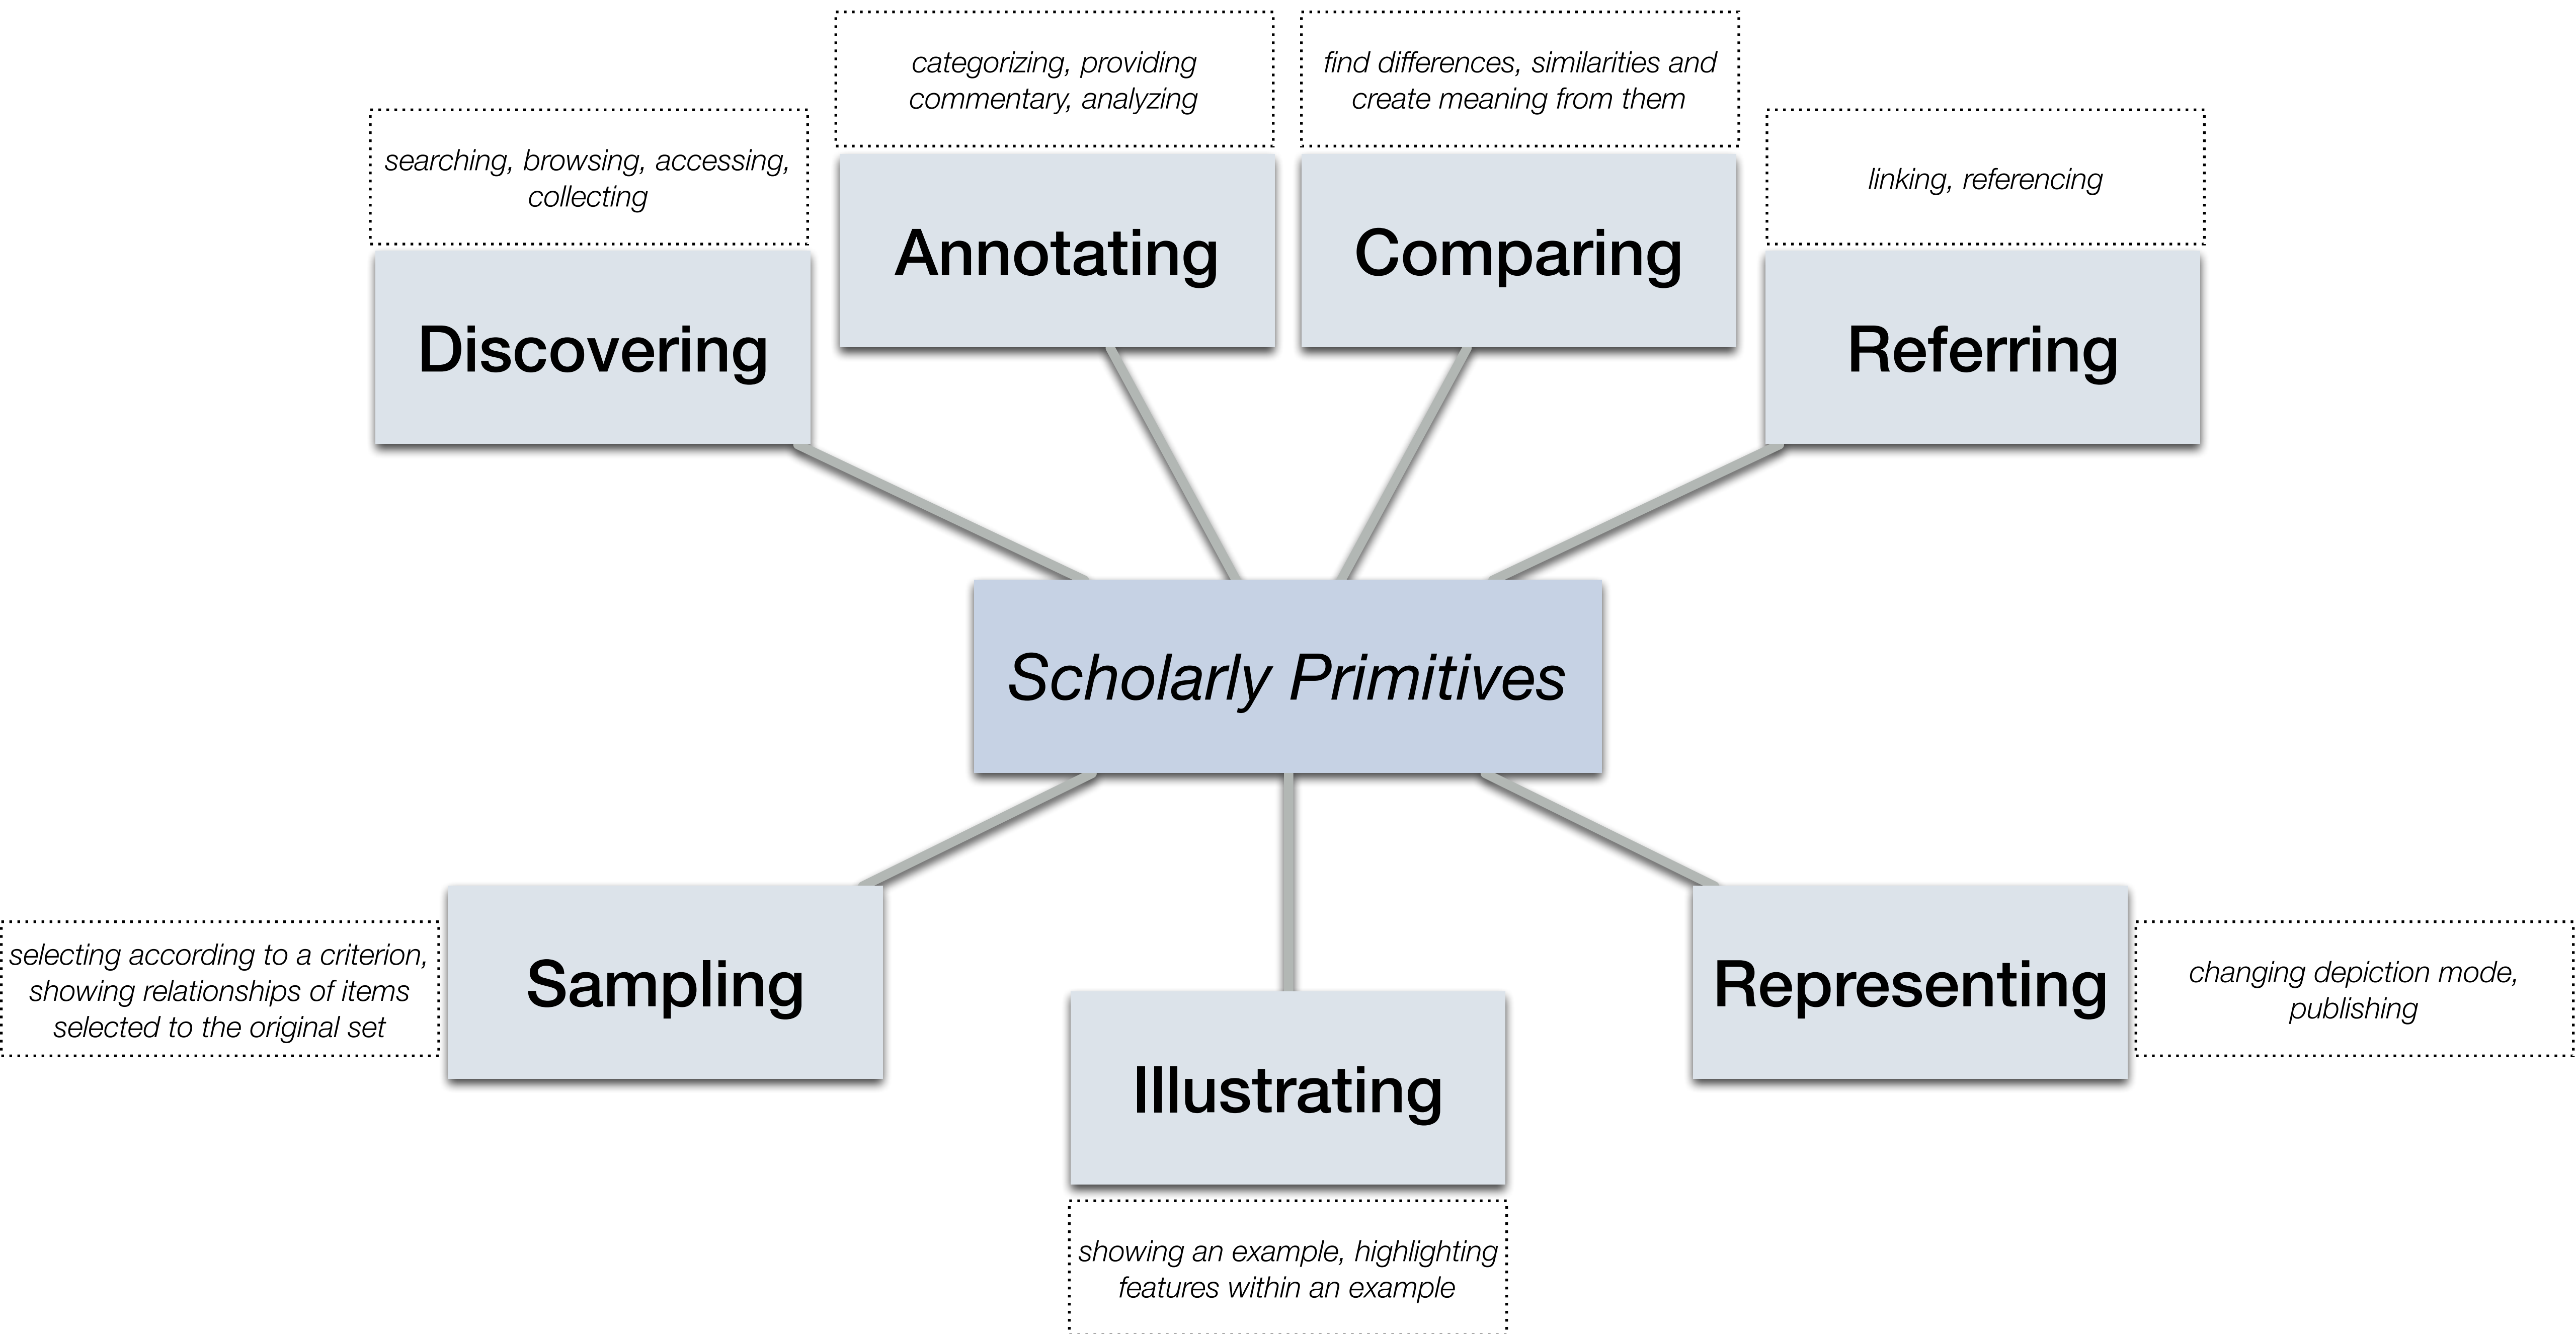 categorizing, providing
commentary, analyzing
find differences, similarities and
create meaning from them
searching, browsing, accessing,
collecting
linking, referencing
Annotating
Comparing
Discovering
Referring
Scholarly Primitives
selecting according to a criterion,
showing relationships of items
selected to the original set
Sampling
Representing
changing depiction mode,
publishing
Illustrating
showing an example, highlighting
features within an example